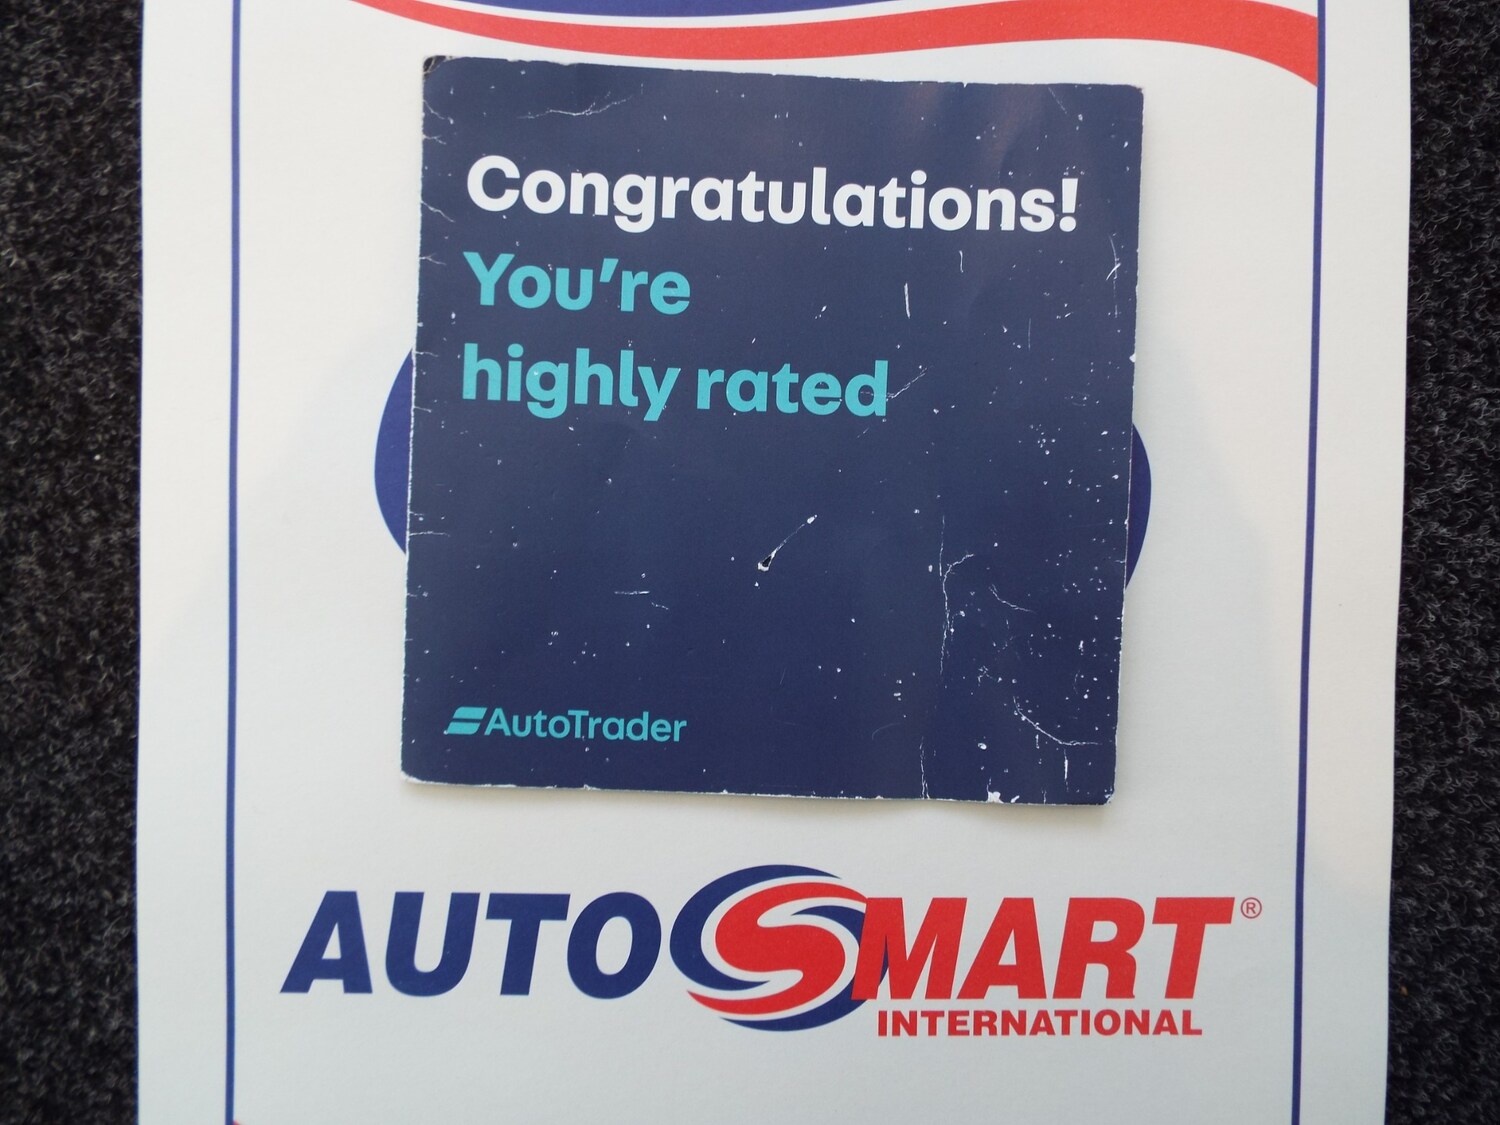 Congratulations!
You're
highly rated
AutoTrader
AUTOSMART®
INTERNATIONAL